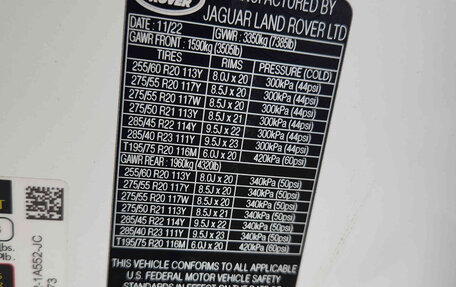 ROVER
MANUFACTURED BY
JAGUAR LAND ROVER LTD
DATE : 11/22 GVWR : 3350kg (7385lb)
GAWR FRONT : 1590kg (3505lb)
TIRES RIMS PRESSURE (COLD)
255/60 R20 113Y 8.0J x 20 300kPa (44psi)
275/55 R20 117Y 8.5J x 20 300kPa (44psi)
275/55 R20 117W 8.5J x 20 300kPa (44psi)
275/50 R21 113Y 8.5J x 21 300kPa (44psi)
285/45 R22 114Y 9.5J x 22 300kPa (44psi)
285/40 R23 111Y 9.5J x 23 300kPa (44psi)
T195/75 R20 116M 6.0J x 20 420kPa (60psi)
GAWR REAR : 1960kg (4320lb)
255/60 R20 113Y 8.0J x 20 340kPa (50psi)
275/55 R20 117Y 8.5J x 20 340kPa (50psi)
275/55 R20 117W 8.5J x 20 340kPa (50psi)
275/50 R21 113Y 8.5J x 21 340kPa (50psi)
285/45 R22 114Y 9.5J x 22 340kPa (50psi)
285/40 R23 111Y 9.5J x 23 340kPa (50psi)
T195/75 R20 116M 6.0J x 20 420kPa (60psi)
THIS VEHICLE CONFORMS TO ALL
U.S. FEDERAL MOTOR VEHICLE SAFETY
lbs.
lb.
-1A552-JC
73